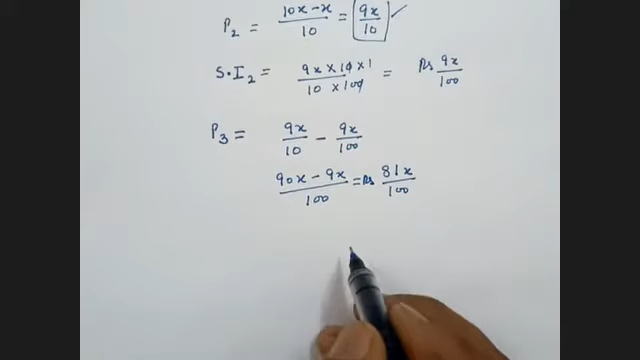 P₂ = (10x - x)/10 = 9x/10 ✓
S·I₂ = (9x × 10 × 1)/(10 × 100) = Rs 9x/100
P₃ = 9x/10 - 9x/100
(90x - 9x)/100 = Rs 81x/100